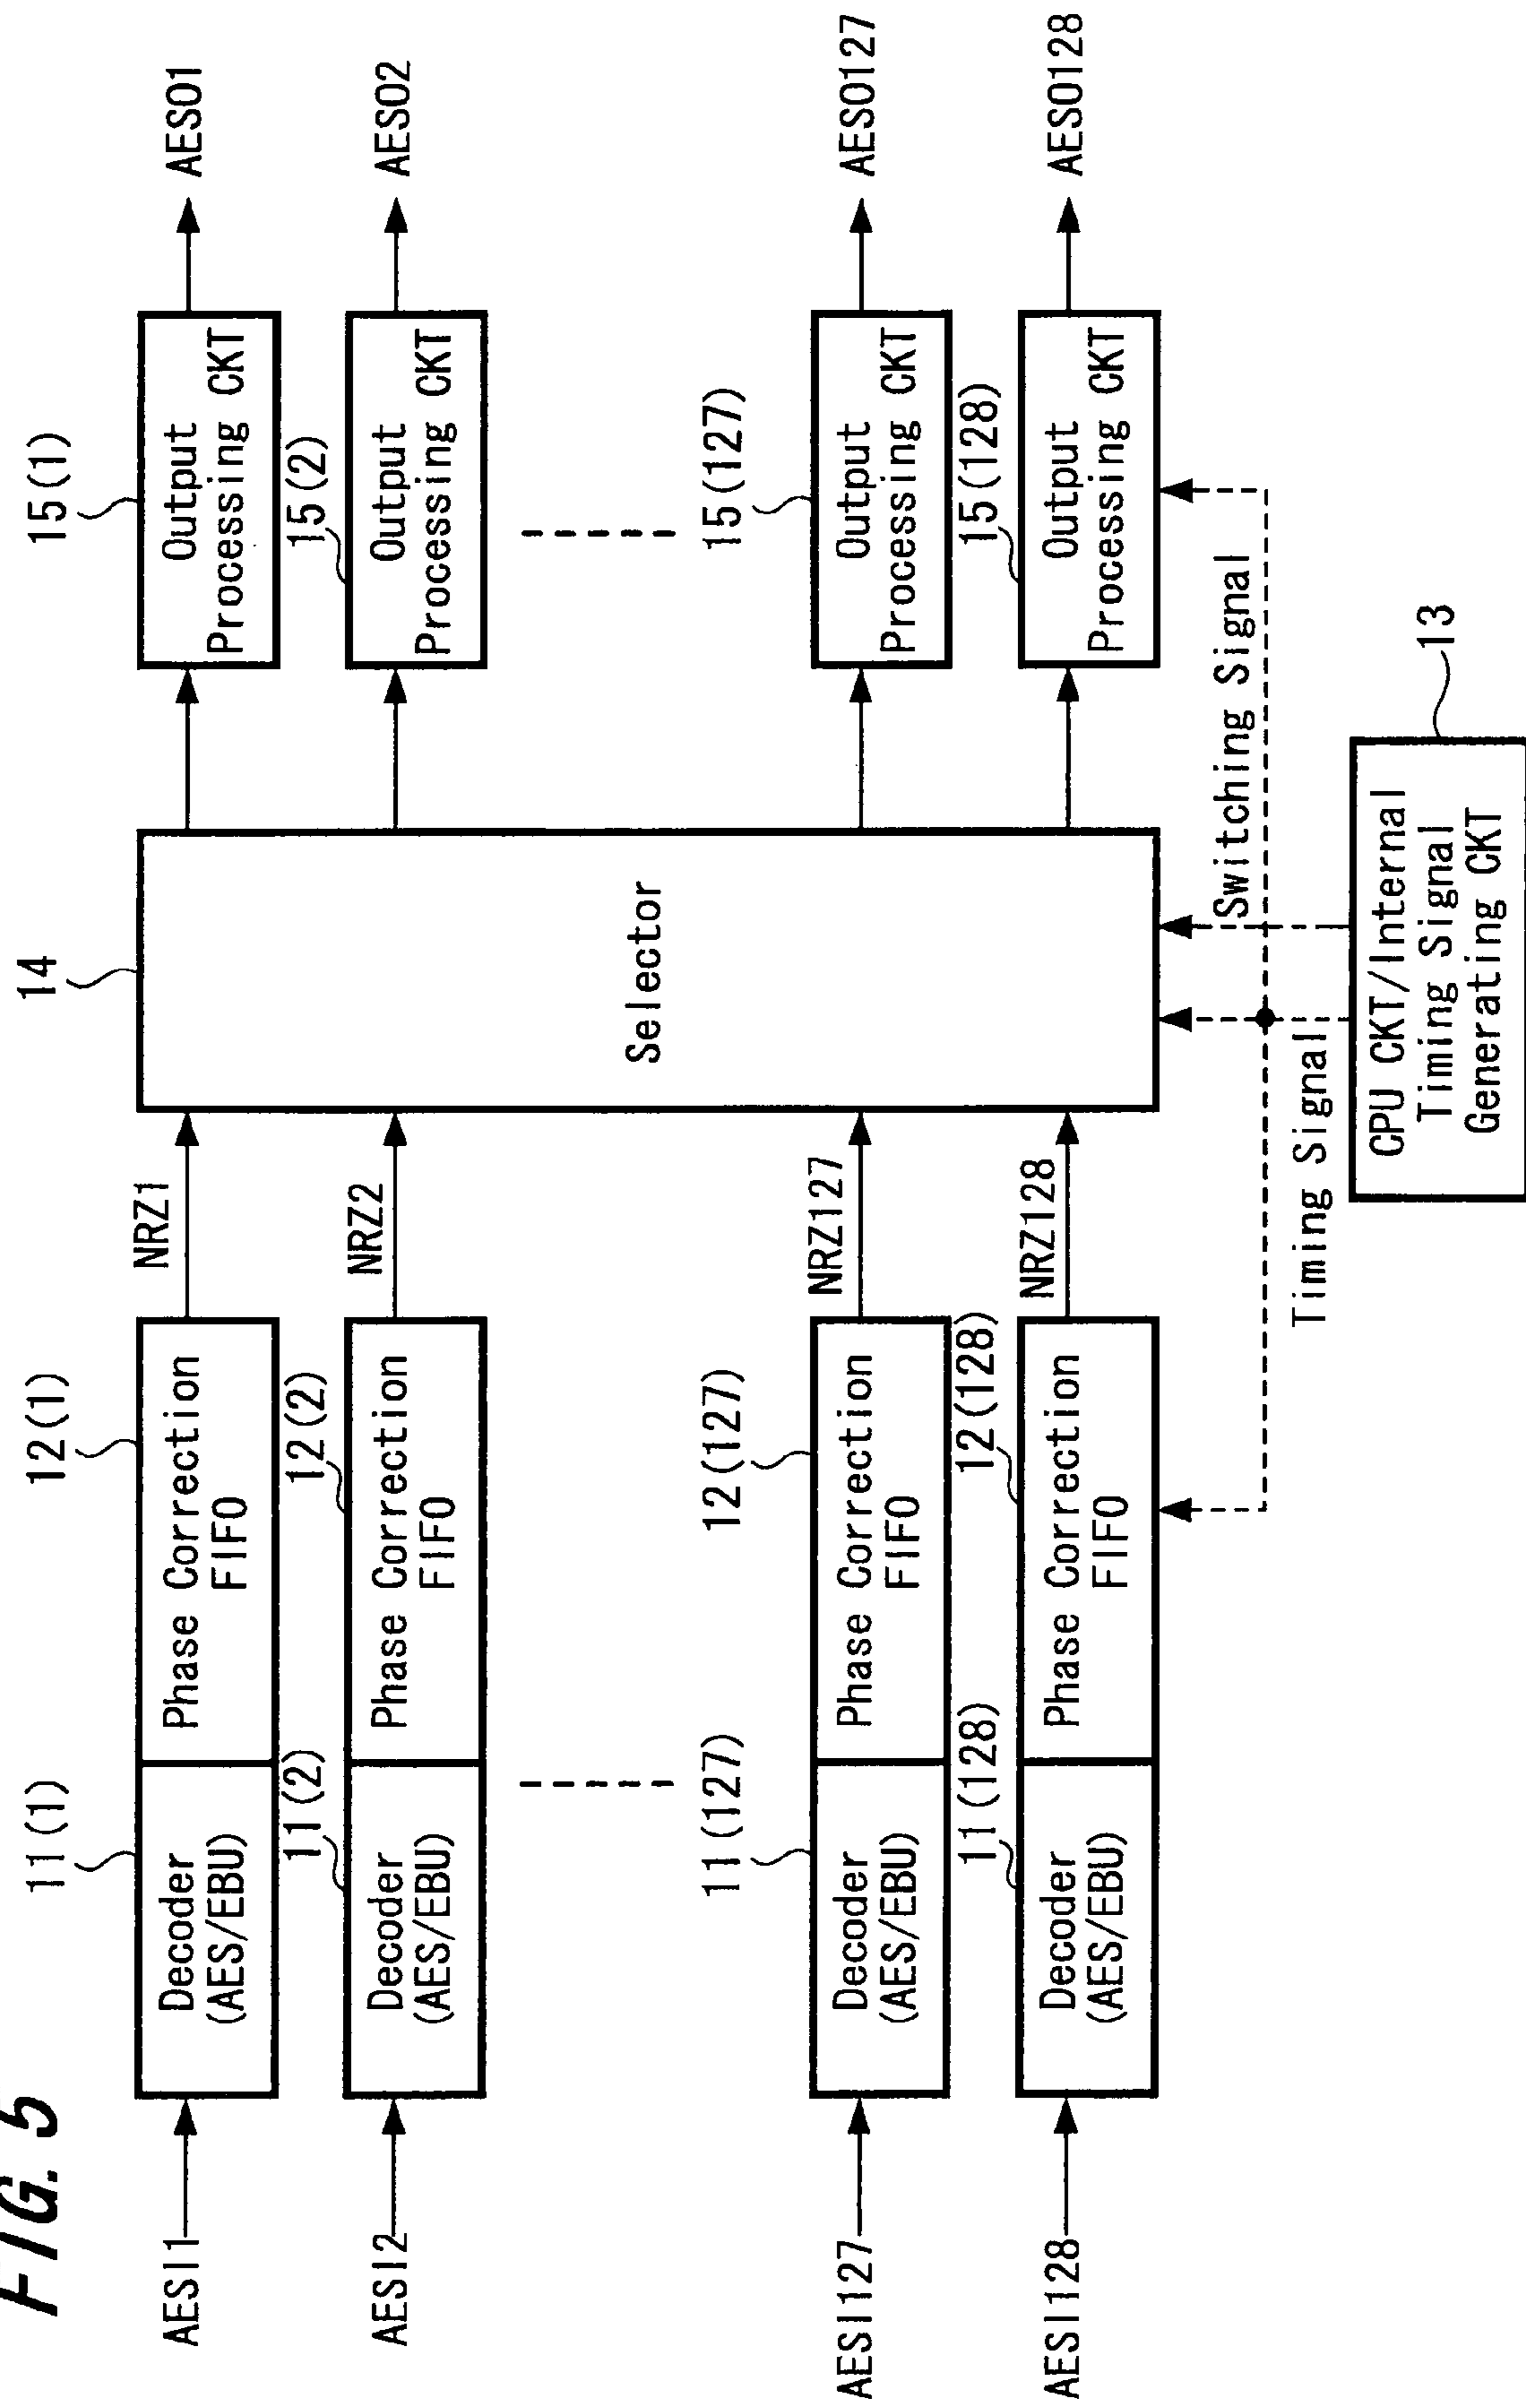 FIG. 5
11(1)
12(1)
14
15(1)
AESI1
Decoder
(AES/EBU)
Phase Correction
FIFO
NRZ1
Output
Processing CKT
AESO1
11(2)
12(2)
15(2)
AESI2
Decoder
(AES/EBU)
Phase Correction
FIFO
NRZ2
Output
Processing CKT
AESO2
Selector
11(127)
12(127)
15(127)
AESI127
Decoder
(AES/EBU)
Phase Correction
FIFO
NRZ127
Output
Processing CKT
AESO127
11(128)
12(128)
15(128)
AESI128
Decoder
(AES/EBU)
Phase Correction
FIFO
NRZ128
Output
Processing CKT
AESO128
Switching Signal
Timing Signal
CPU CKT/Internal
Timing Signal
Generating CKT
13